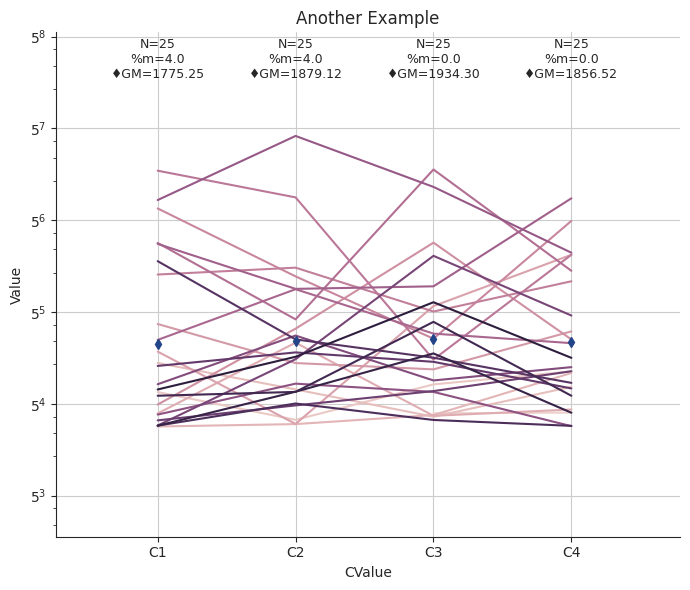 Another Example
N=25 N=25 N=25 N=25
%m=4.0 %m=4.0 %m=0.0 %m=0.0
♦GM=1775.25 ♦GM=1879.12 ♦GM=1934.30 ♦GM=1856.52
5⁸
5⁷
5⁶
5⁵
5⁴
5³
Value
C1 C2 C3 C4
CValue